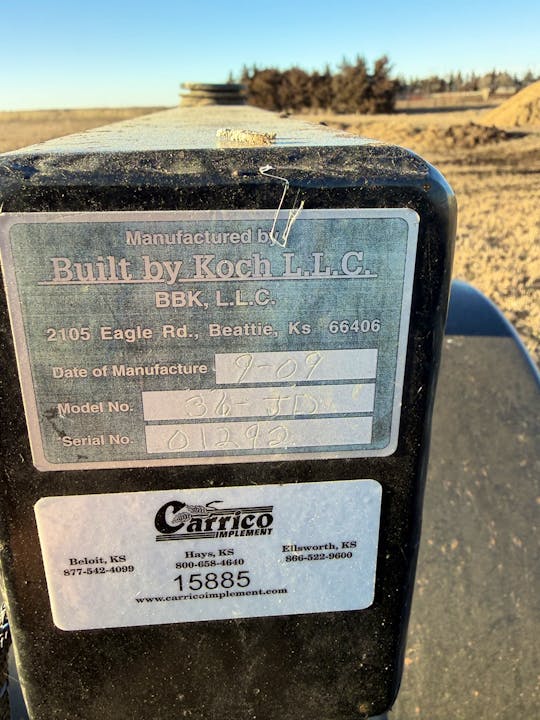 Manufactured by
Built by Koch L.L.C.
BBK, L.L.C.
2105 Eagle Rd., Beattie, Ks 66406
Date of Manufacture 9-09
Model No. 36-JD
Serial No. 01292
Carrico
IMPLEMENT
Beloit, KS
877-542-4099
Hays, KS
800-658-4640
Ellsworth, KS
866-522-9600
15885
www.carricoimplement.com